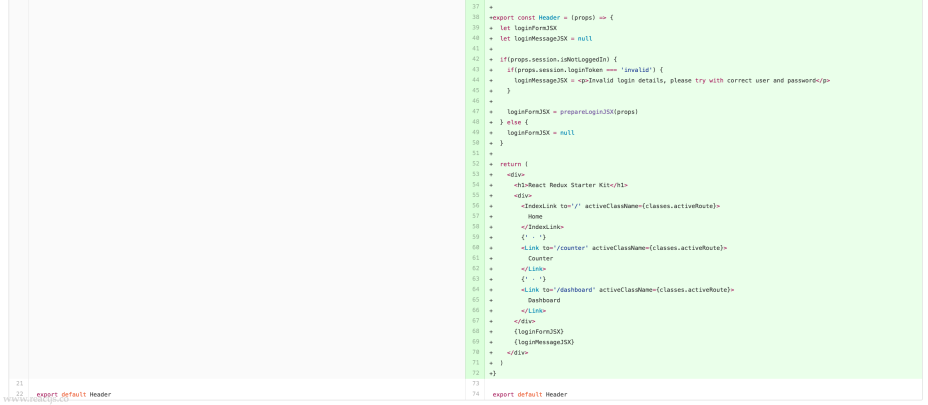 37 +
38 +export const Header = (props) => {
39 +  let loginFormJSX
40 +  let loginMessageJSX = null
41 +
42 +  if(props.session.isNotLoggedIn) {
43 +    if(props.session.loginToken === 'invalid') {
44 +      loginMessageJSX = <p>Invalid login details, please try with correct user and password</p>
45 +    }
46 +
47 +    loginFormJSX = prepareLoginJSX(props)
48 +  } else {
49 +    loginFormJSX = null
50 +  }
51 +
52 +  return (
53 +    <div>
54 +      <h1>React Redux Starter Kit</h1>
55 +      <div>
56 +        <IndexLink to='/' activeClassName={classes.activeRoute}>
57 +          Home
58 +        </IndexLink>
59 +        {' · '}
60 +        <Link to='/counter' activeClassName={classes.activeRoute}>
61 +          Counter
62 +        </Link>
63 +        {' · '}
64 +        <Link to='/dashboard' activeClassName={classes.activeRoute}>
65 +          Dashboard
66 +        </Link>
67 +      </div>
68 +      {loginFormJSX}
69 +      {loginMessageJSX}
70 +    </div>
71 +  )
72 +}
21 73
22 export default Header 74 export default Header